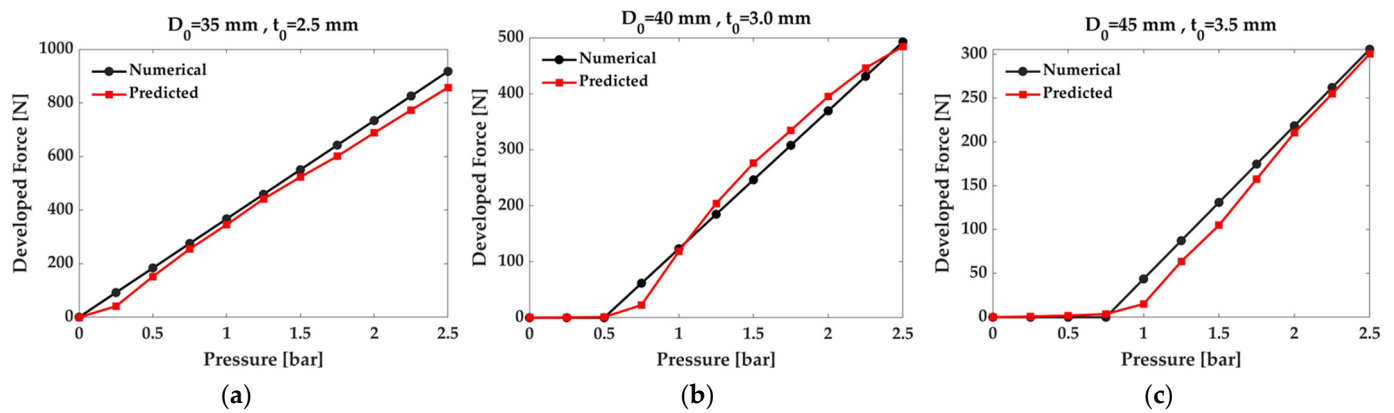 D0=35 mm , t0=2.5 mm
1000
800
600
400
200
0
Developed Force [N]
Numerical
Predicted
0 0.5 1 1.5 2 2.5
Pressure [bar]
(a)
D0=40 mm , t0=3.0 mm
500
400
300
200
100
0
Developed Force [N]
Numerical
Predicted
0 0.5 1 1.5 2 2.5
Pressure [bar]
(b)
D0=45 mm , t0=3.5 mm
300
250
200
150
100
50
0
Developed Force [N]
Numerical
Predicted
0 0.5 1 1.5 2 2.5
Pressure [bar]
(c)